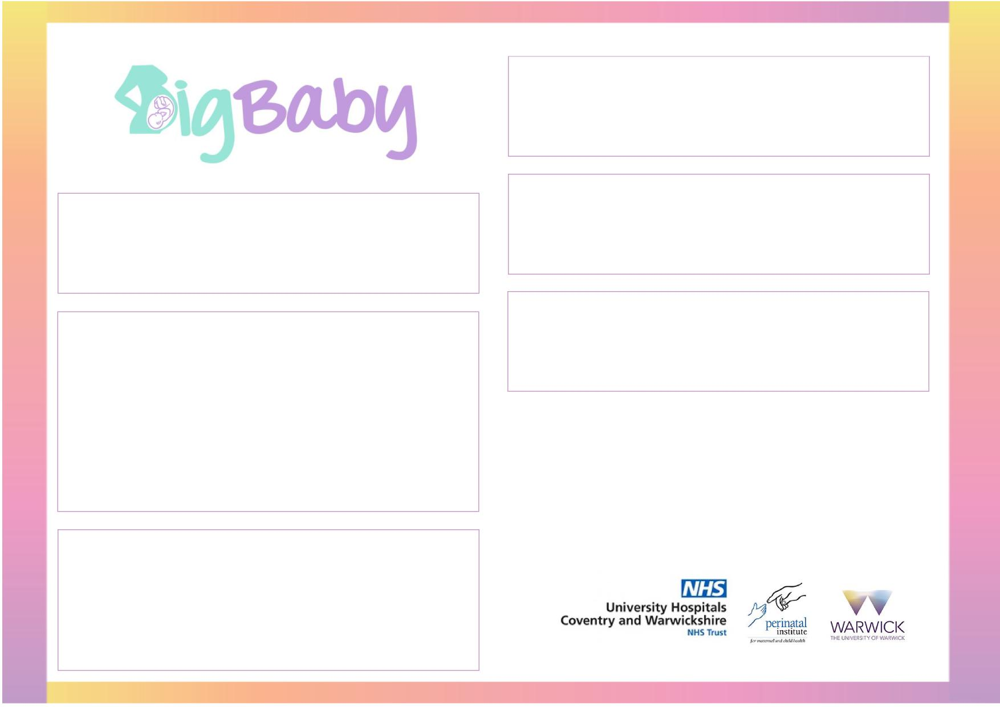 BigBaby
NHS
University Hospitals
Coventry and Warwickshire
NHS Trust
perinatal
institute
for maternal and child health
WARWICK
THE UNIVERSITY OF WARWICK